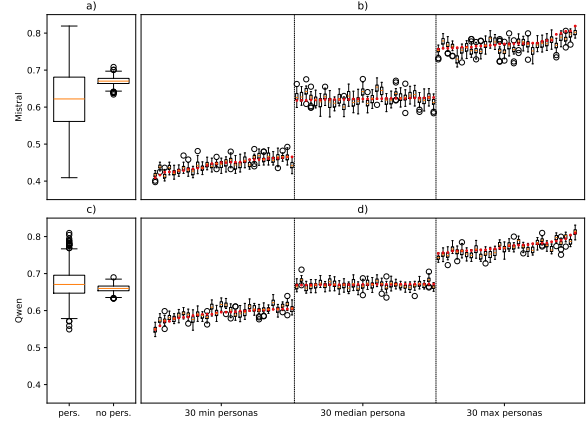 a) b)
0.8
0.7
0.6
0.5
0.4
Mistral
c) d)
0.8
0.7
0.6
0.5
0.4
Qwen
pers. no pers. 30 min personas 30 median persona 30 max personas